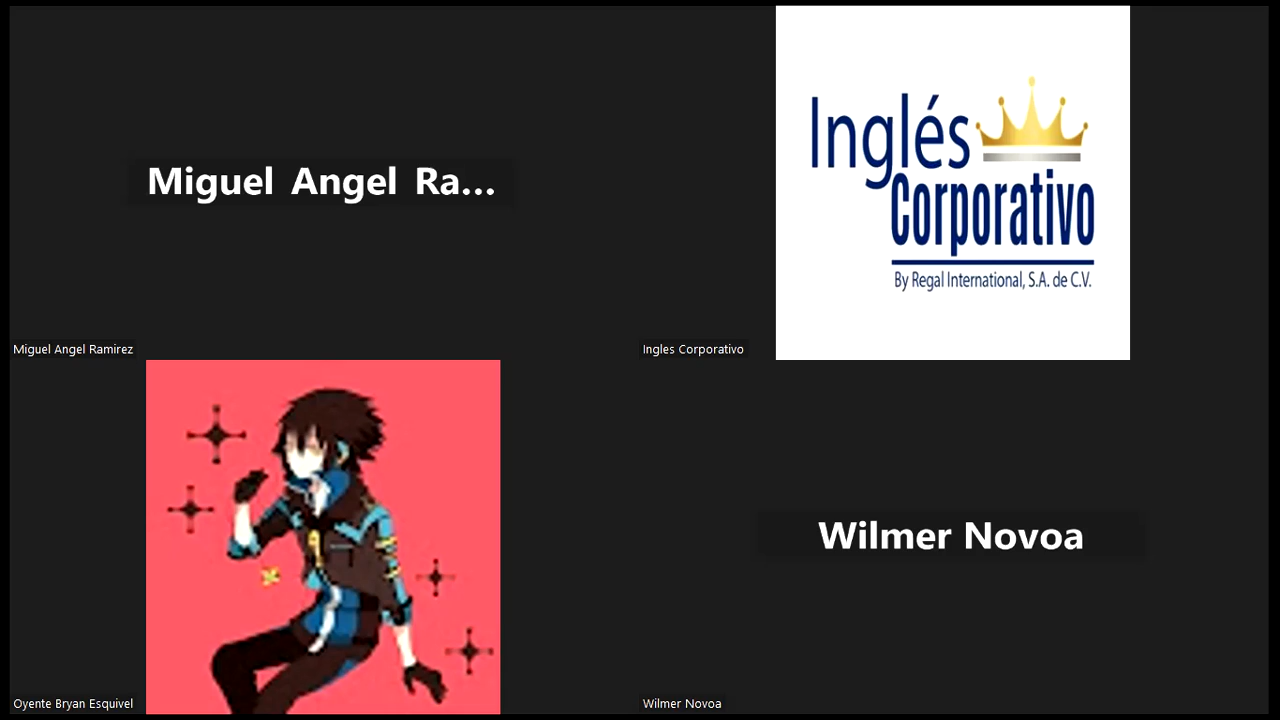 Miguel Angel Ra...
Miguel Angel Ramirez
Inglés
Corporativo
By Regal International, S.A. de C.V.
Ingles Corporativo
Oyente Bryan Esquivel
Wilmer Novoa
Wilmer Novoa